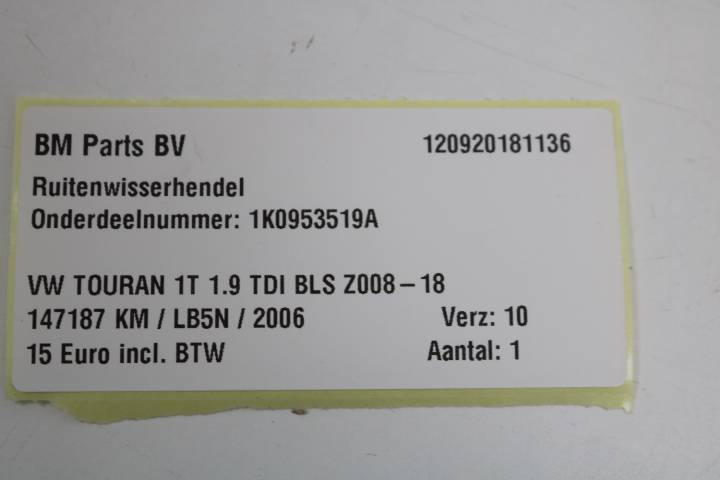 BM Parts BV 120920181136
Ruitenwisserhendel
Onderdeelnummer: 1K0953519A
VW TOURAN 1T 1.9 TDI BLS Z008-18
147187 KM / LB5N / 2006 Verz: 10
15 Euro incl. BTW Aantal: 1